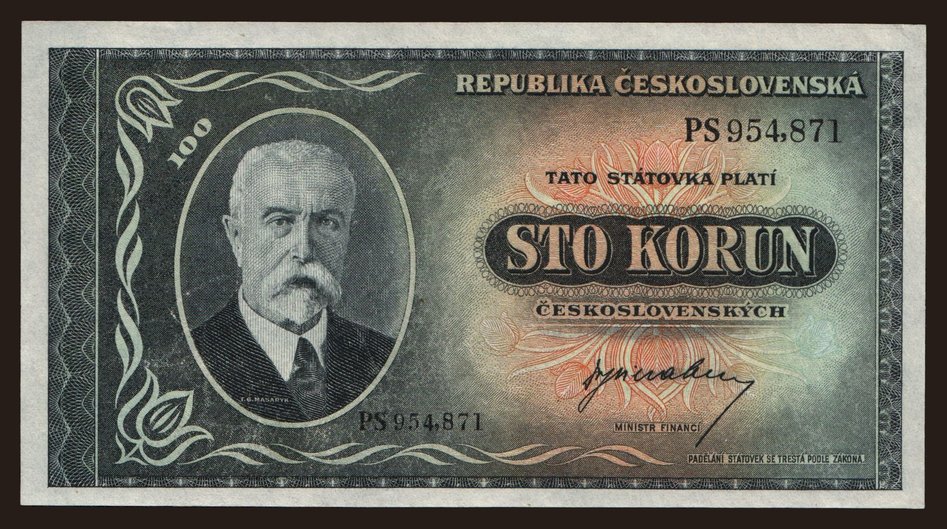 REPUBLIKA ČESKOSLOVENSKÁ
100
PS 954,871
TATO STÁTOVKA PLATÍ
STO KORUN
ČESKOSLOVENSKÝCH
T. G. MASARYK
PS 954,871
MINISTR FINANCÍ
PADĚLÁNÍ STATOVEK SE TRESTÁ PODLE ZÁKONA.